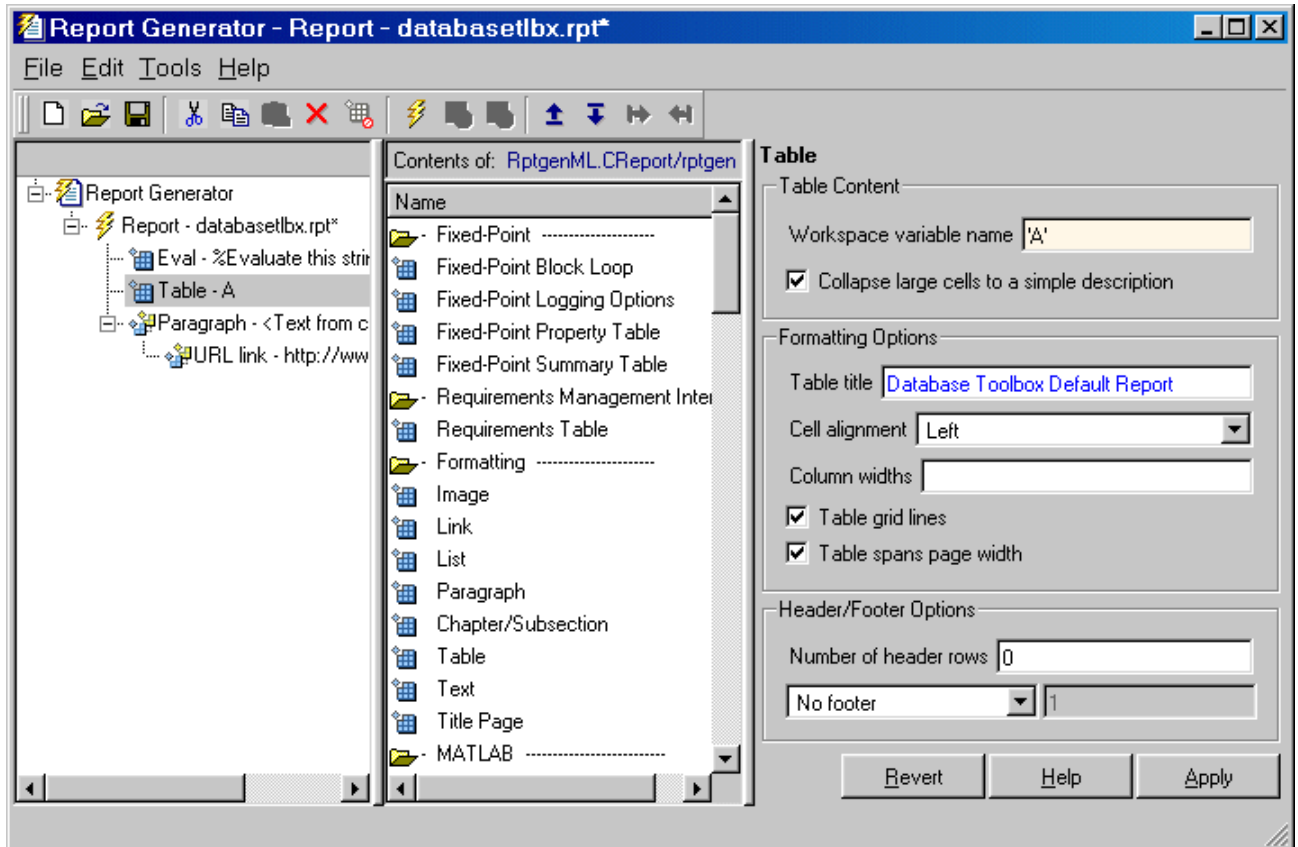 Report Generator - Report - databasetlbx.rpt*
File Edit Tools Help
Report Generator
Report - databasetlbx.rpt*
Eval - %Evaluate this strin
Table - A
Paragraph - <Text from c
URL link - http://ww
Contents of: RptgenML.CReport/rptgen
Name
- Fixed-Point ---------------------
Fixed-Point Block Loop
Fixed-Point Logging Options
Fixed-Point Property Table
Fixed-Point Summary Table
- Requirements Management Inter
Requirements Table
- Formatting ----------------------
Image
Link
List
Paragraph
Chapter/Subsection
Table
Text
Title Page
- MATLAB --------------------------
Table
Table Content
Workspace variable name 'A'
Collapse large cells to a simple description
Formatting Options
Table title Database Toolbox Default Report
Cell alignment Left
Column widths
Table grid lines
Table spans page width
Header/Footer Options
Number of header rows 0
No footer 1
Revert Help Apply